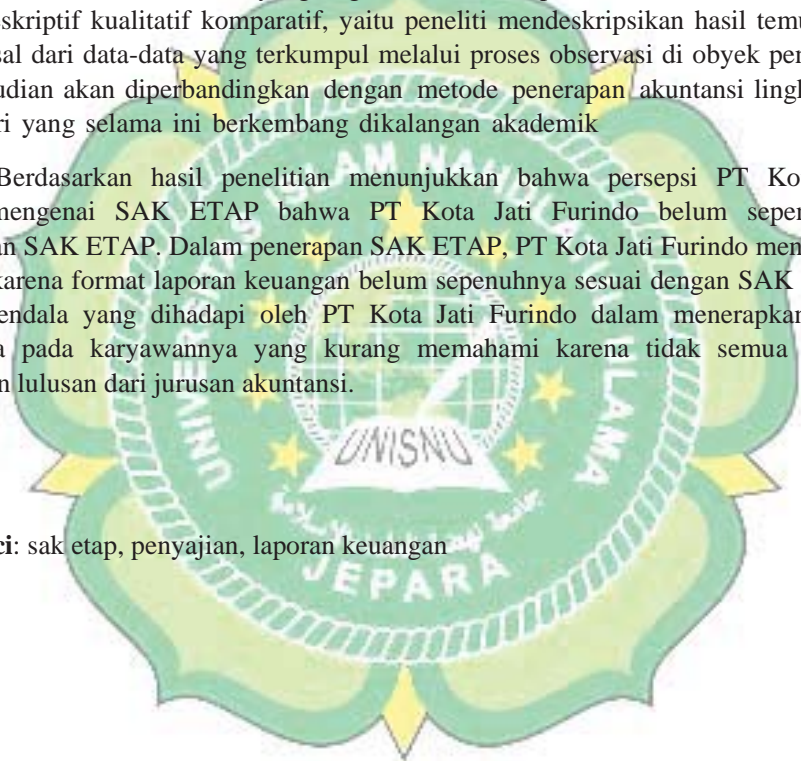 eskriptif kualitatif komparatif, yaitu peneliti mendeskripsikan hasil temu
sal dari data-data yang terkumpul melalui proses observasi di obyek per
udian akan diperbandingkan dengan metode penerapan akuntansi lingk
ri yang selama ini berkembang dikalangan akademik
Berdasarkan hasil penelitian menunjukkan bahwa persepsi PT Ko
mengenai SAK ETAP bahwa PT Kota Jati Furindo belum seper
an SAK ETAP. Dalam penerapan SAK ETAP, PT Kota Jati Furindo men
karena format laporan keuangan belum sepenuhnya sesuai dengan SAK
endala yang dihadapi oleh PT Kota Jati Furindo dalam menerapkan
a pada karyawannya yang kurang memahami karena tidak semua
n lulusan dari jurusan akuntansi.
UNISNU
ci: sak etap, penyajian, laporan keuangan
JEPARA